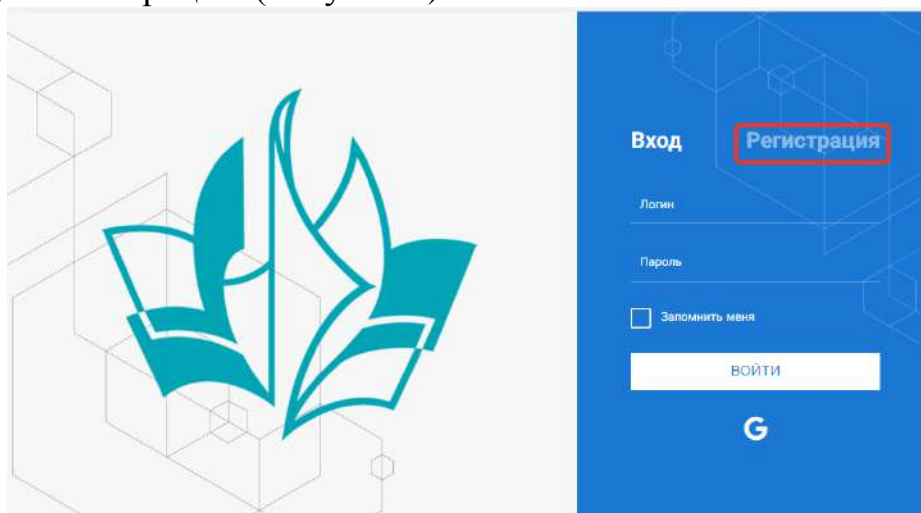 Вход Регистрация
Логин
Пароль
Запомнить меня
ВОЙТИ
G